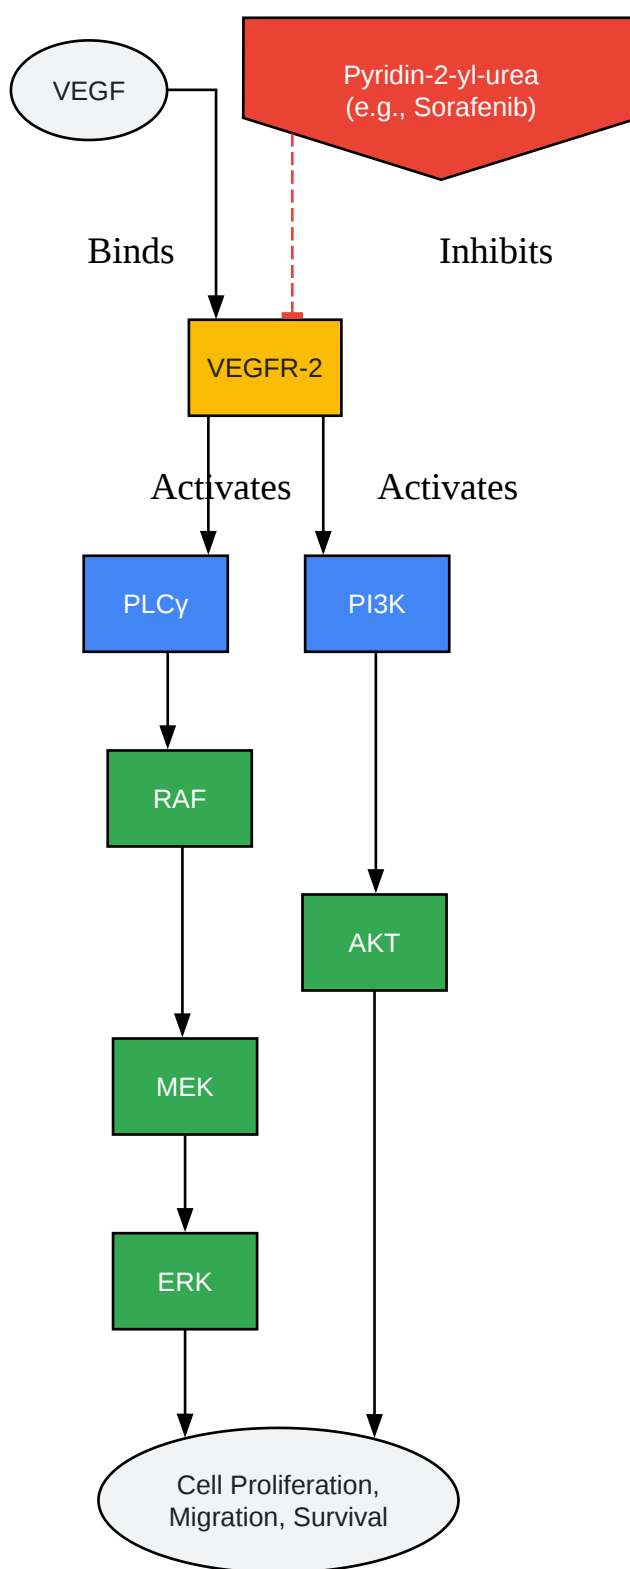 VEGF
Pyridin-2-yl-urea
(e.g., Sorafenib)
Binds
Inhibits
VEGFR-2
Activates
Activates
PLCγ
PI3K
RAF
AKT
MEK
ERK
Cell Proliferation,
Migration, Survival